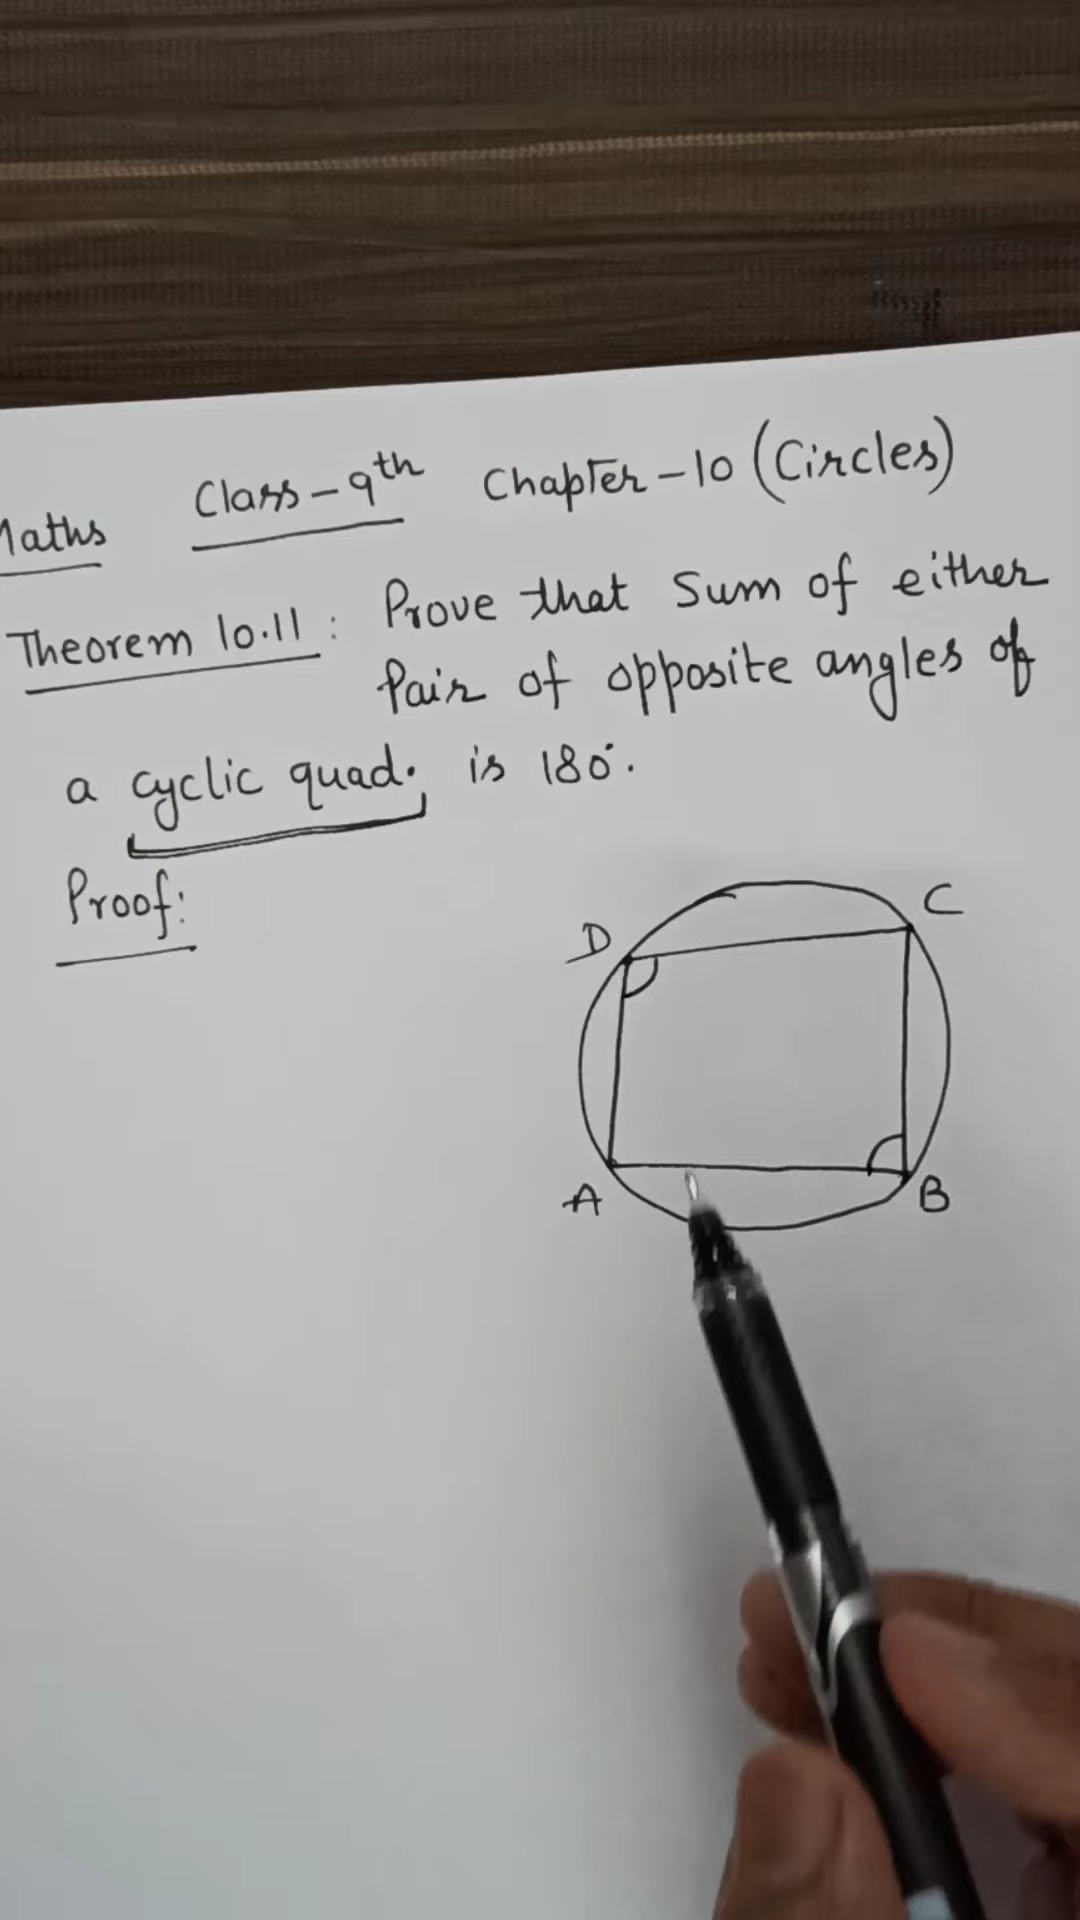 Maths Class-9th Chapter-10 (Circles)
Theorem 10.11: Prove that Sum of either
Pair of opposite angles of
a cyclic quad. is 180°.
Proof:
D C
A B